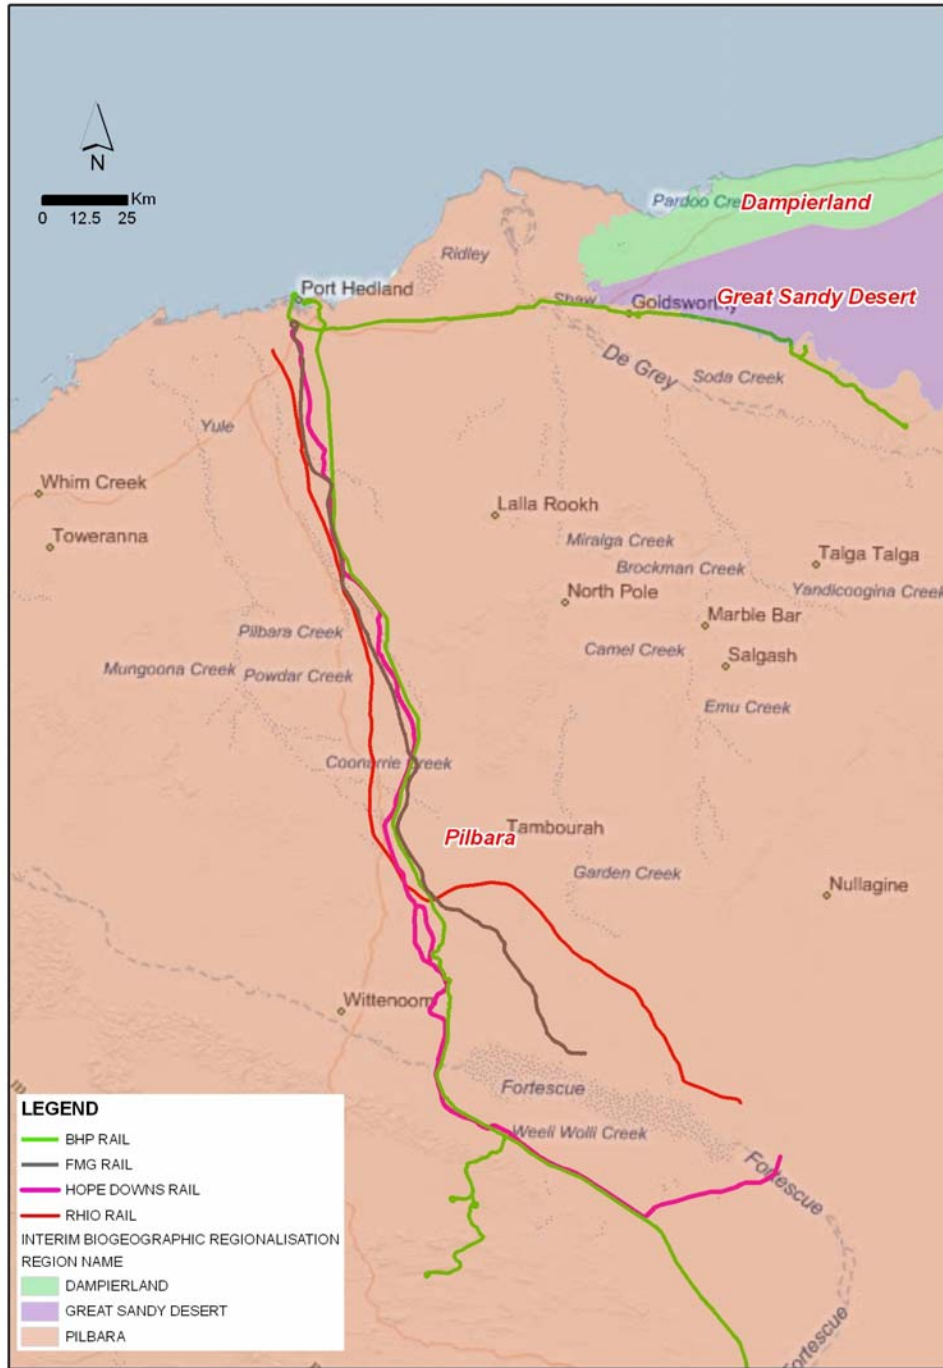 N
Km
0 12.5 25
Pardoo Cre
Dampierland
Ridley
Port Hedland
Great Sandy Desert
Shaw
Goldsworthy
De Grey
Soda Creek
Yule
Whim Creek
Lalla Rookh
Toweranna
Miralga Creek
Talga Talga
Brockman Creek
Yandicoogina Creek
North Pole
Marble Bar
Pilbara Creek
Camel Creek
Salgash
Mungoona Creek
Powdar Creek
Emu Creek
Coonarrie Creek
Tambourah
Pilbara
Garden Creek
Nullagine
Wittenoom
Fortescue
Weeli Wolli Creek
Fortescue
Fortescue
LEGEND
BHP RAIL
FMG RAIL
HOPE DOWNS RAIL
RHIO RAIL
INTERIM BIOGEOGRAPHIC REGIONALISATION
REGION NAME
DAMPIERLAND
GREAT SANDY DESERT
PILBARA